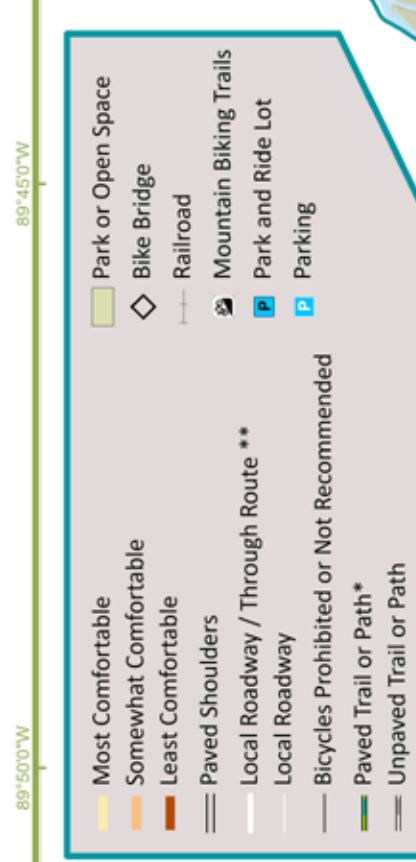 89°50'0"W
89°45'0"W
Most Comfortable
Somewhat Comfortable
Least Comfortable
Paved Shoulders
Local Roadway / Through Route **
Local Roadway
Bicycles Prohibited or Not Recommended
Paved Trail or Path*
Unpaved Trail or Path
Park or Open Space
Bike Bridge
Railroad
Mountain Biking Trails
P Park and Ride Lot
P Parking